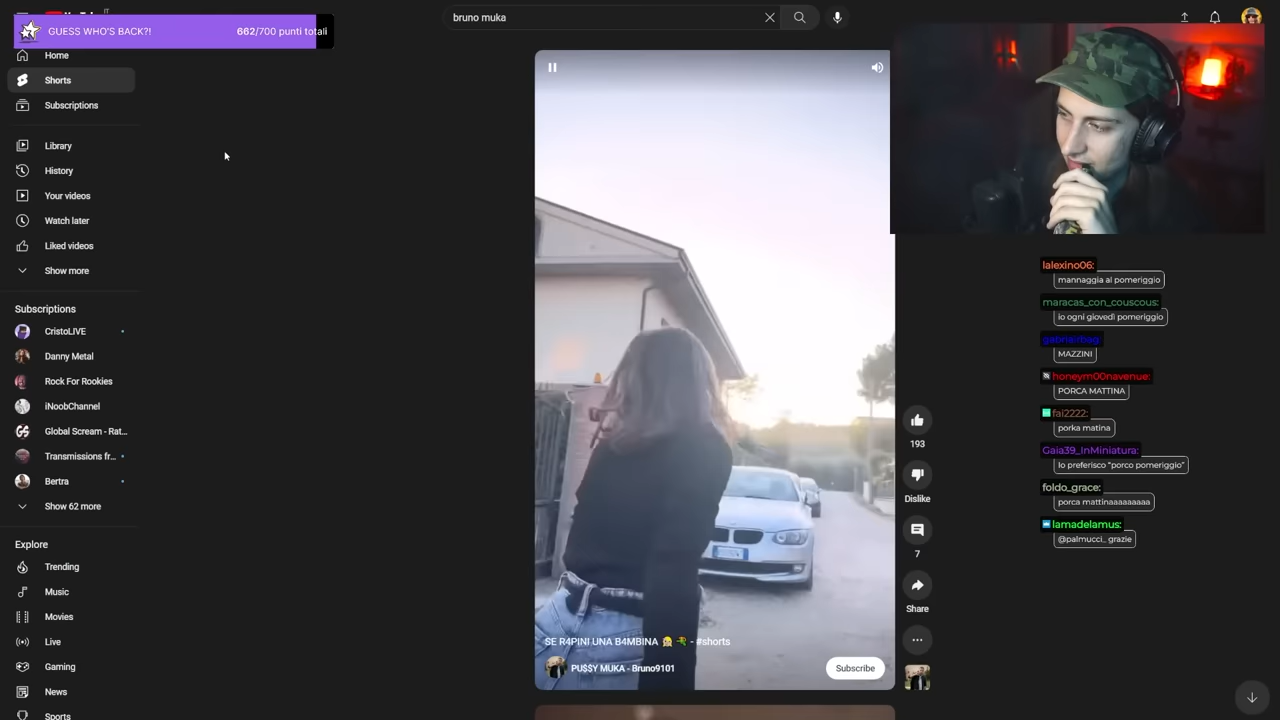 bruno muka
GUESS WHO'S BACK?!
662/700 punti totali
Home
Shorts
Subscriptions
Library
History
Your videos
Watch later
Liked videos
Show more
Subscriptions
CristoLIVE
Danny Metal
Rock For Rookies
iNoobChannel
Global Scream - Rat...
Transmissions fr...
Bertra
Show 62 more
Explore
Trending
Music
Movies
Live
Gaming
News
Sports
193
Dislike
7
Share
SE R4PINI UNA B4MBINA 👧🔫 - #shorts
PU$$Y MUKA - Bruno9101
Subscribe
lalexino06:
mannaggia al pomeriggio
maracas_con_couscous:
io ogni giovedì pomeriggio
MAZZINI
honeym00navenue:
PORCA MATTINA
fai2222:
porka matina
Gaia39_InMiniatura:
Io preferisco "porco pomeriggio"
foldo_grace:
porca mattinaaaaaaaaa
lamadelamus:
@palmucci_ grazie